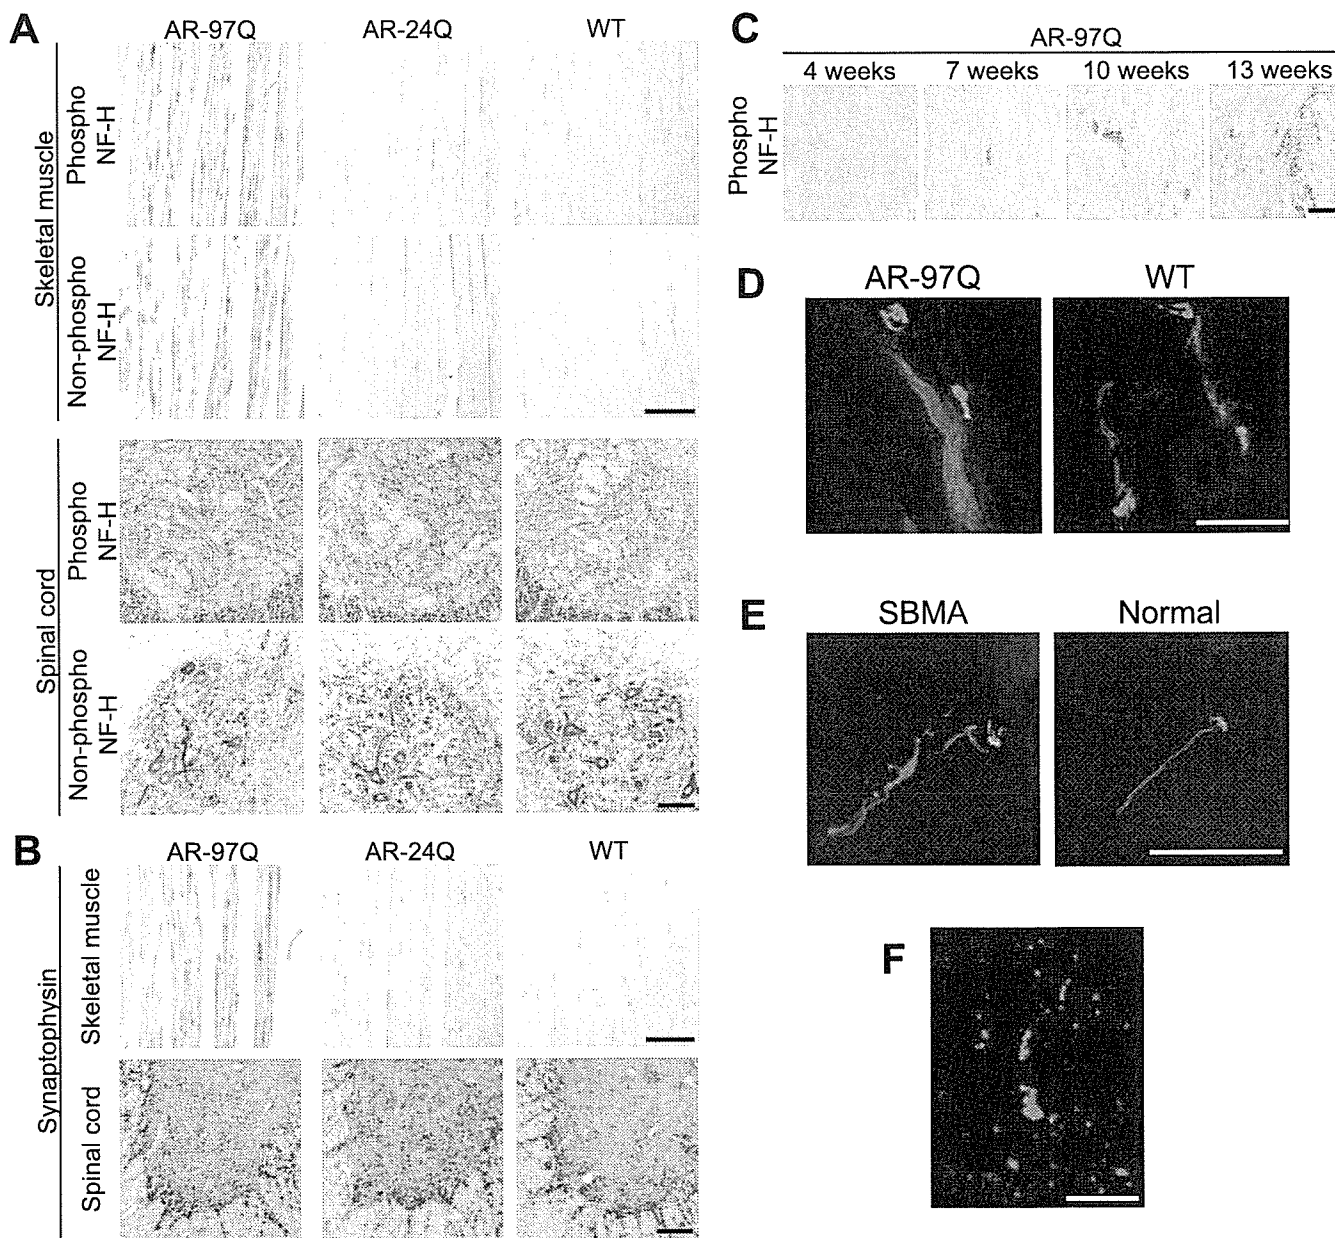 A
AR-97Q AR-24Q WT
Skeletal muscle
Phospho
NF-H
Non-phospho
NF-H
Spinal cord
Phospho
NF-H
Non-phospho
NF-H
B
AR-97Q AR-24Q WT
Synaptophysin
Skeletal muscle
Spinal cord
C
AR-97Q
4 weeks 7 weeks 10 weeks 13 weeks
Phospho
NF-H
D
AR-97Q WT
E
SBMA Normal
F